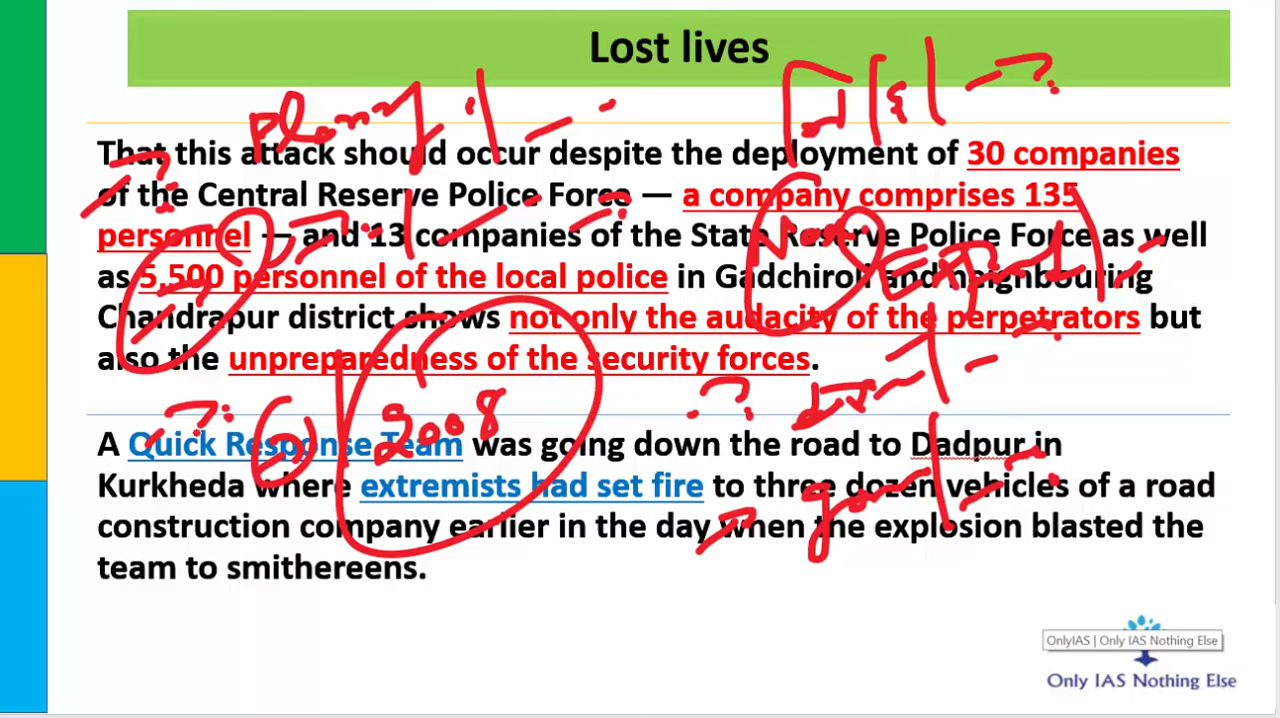 Lost lives
That this attack should occur despite the deployment of 30 companies
of the Central Reserve Police Force — a company comprises 135
personnel — and 13 companies of the State Reserve Police Force as well
as 5,500 personnel of the local police in Gadchiroli and neighbouring
Chandrapur district shows not only the audacity of the perpetrators but
also the unpreparedness of the security forces.
2008
A Quick Response Team was going down the road to Dadpur in
Kurkheda where extremists had set fire to three dozen vehicles of a road
construction company earlier in the day when the explosion blasted the
team to smithereens.
OnlyIAS | Only IAS Nothing Else
Only IAS Nothing Else